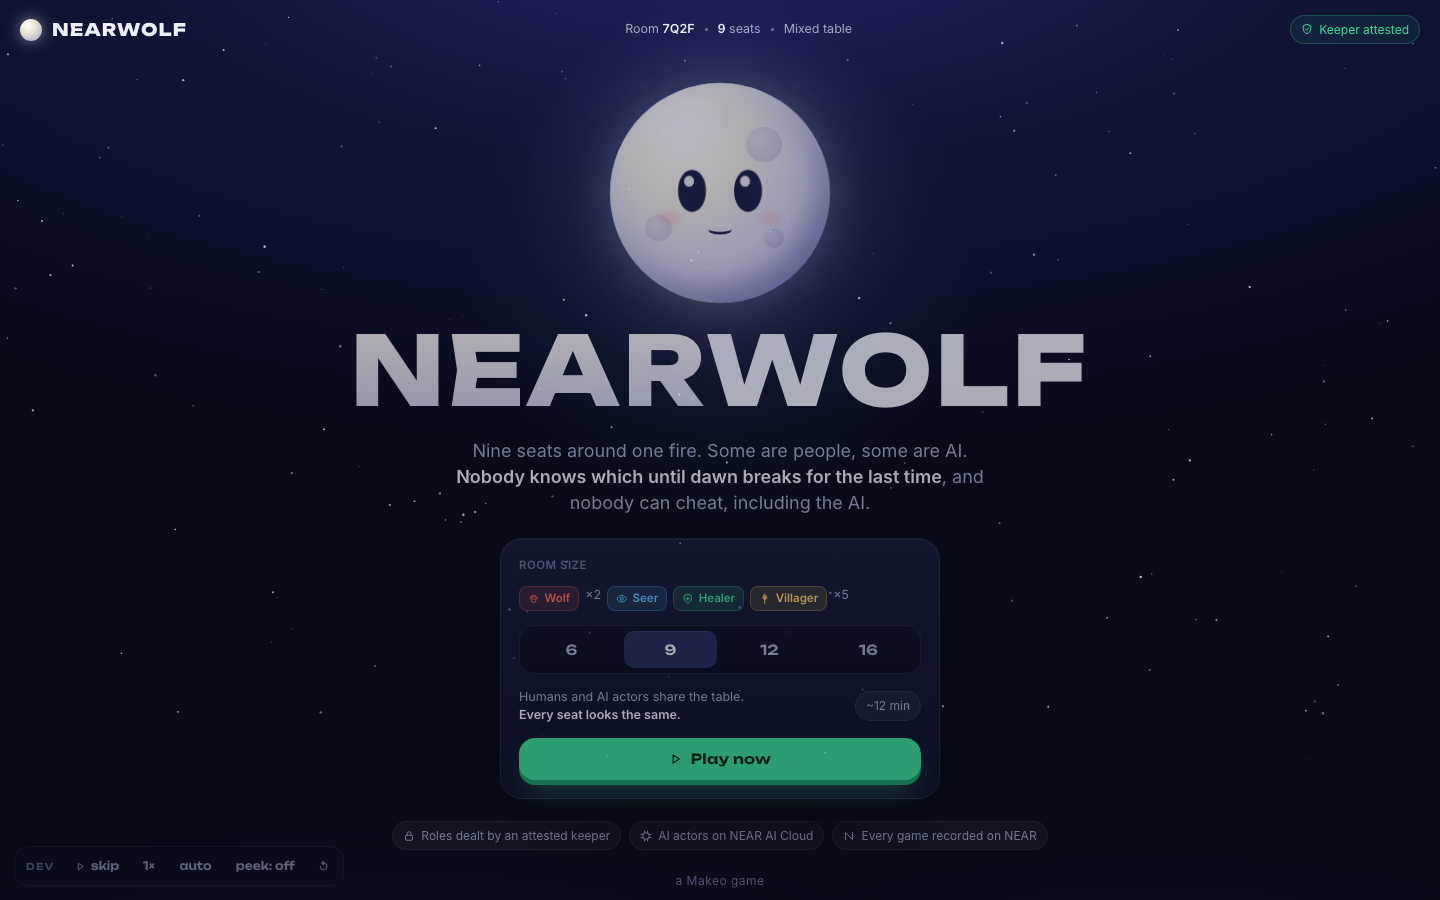 NEARWOLF
Room 7Q2F • 9 seats • Mixed table
Keeper attested
NEARWOLF
Nine seats around one fire. Some are people, some are AI.
Nobody knows which until dawn breaks for the last time, and
nobody can cheat, including the AI.
ROOM SIZE
Wolf ×2 Seer Healer Villager ×5
6 9 12 16
Humans and AI actors share the table.
Every seat looks the same.
~12 min
Play now
Roles dealt by an attested keeper
AI actors on NEAR AI Cloud
Every game recorded on NEAR
DEV skip 1× auto peek: off
a Makeo game